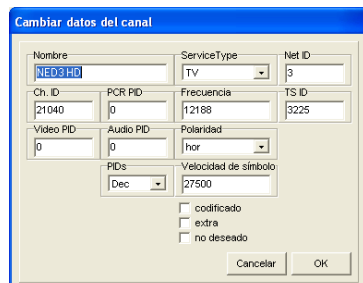 Cambiar datos del canal
Nombre ServiceType Net ID
NED3 HD TV 3
Ch. ID PCR PID Frecuencia TS ID
21040 0 12188 3225
Video PID Audio PID Polaridad
0 0 hor
PIDs Velocidad de símbolo
Dec 27500
codificado
extra
no deseado
Cancelar OK